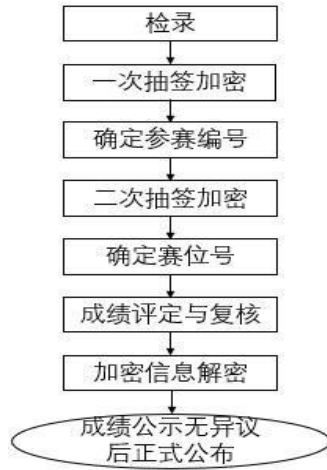 检录
一次抽签加密
确定参赛编号
二次抽签加密
确定赛位号
成绩评定与复核
加密信息解密
成绩公示无异议
后正式公布